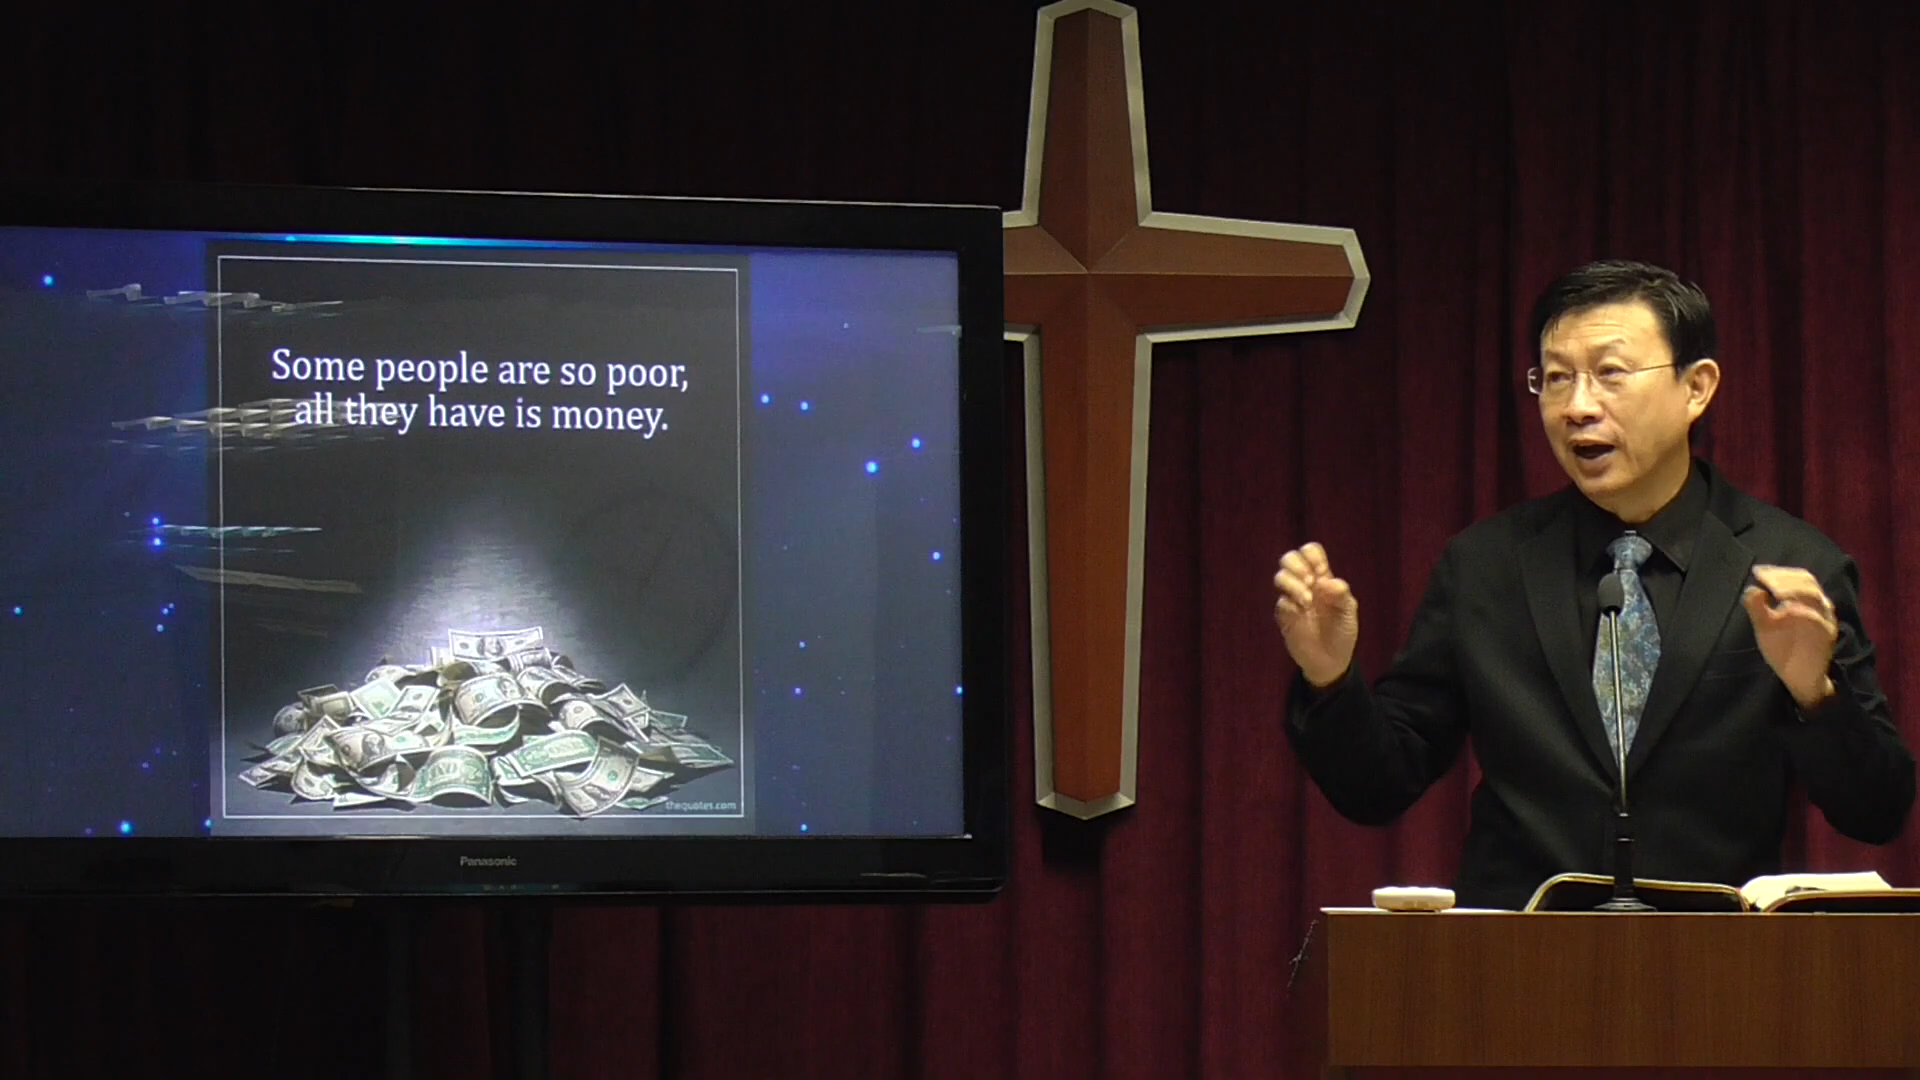 Some people are so poor,
all they have is money.
thequotes.com
Panasonic